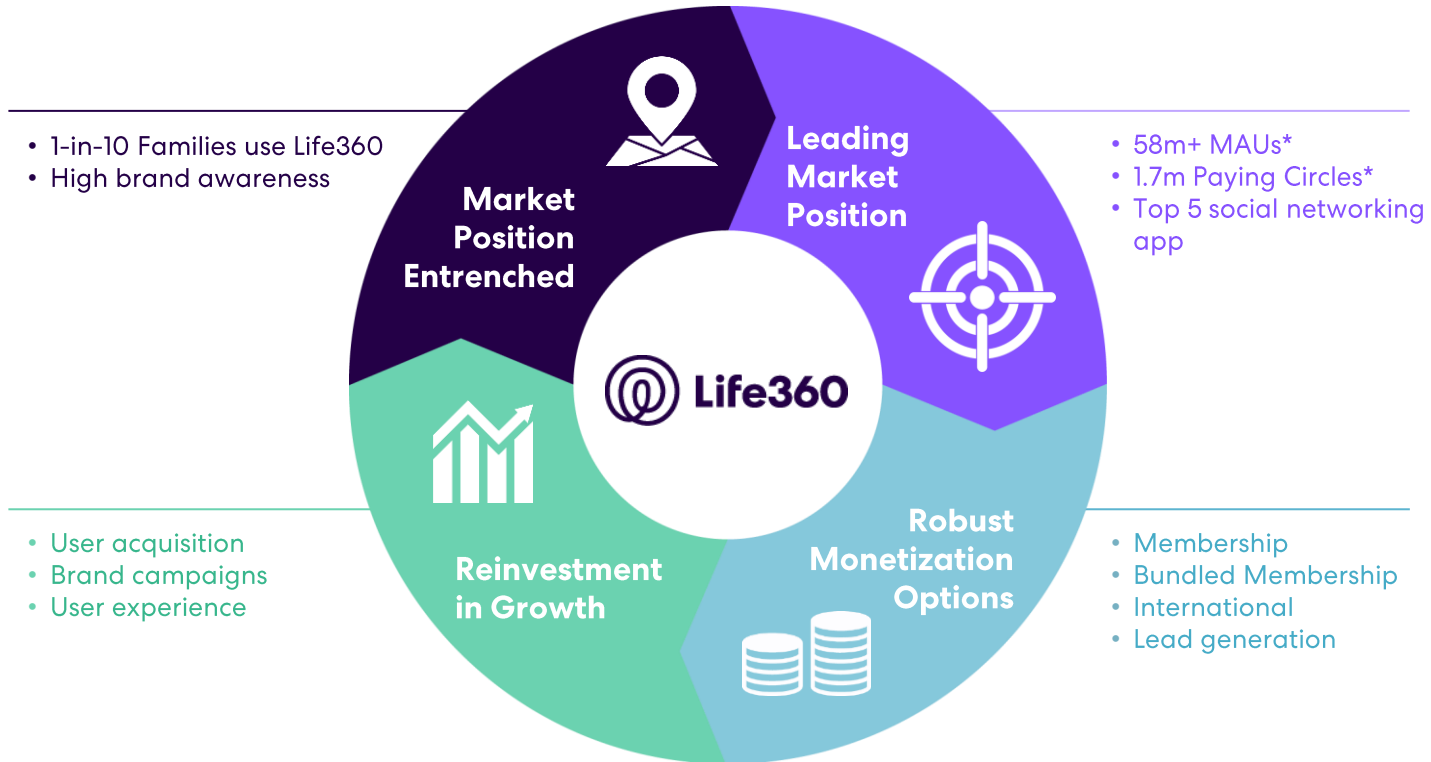 • 1-in-10 Families use Life360
• High brand awareness
Market
Position
Entrenched
Leading
Market
Position
• 58m+ MAUs*
• 1.7m Paying Circles*
• Top 5 social networking
app
Life360
• User acquisition
• Brand campaigns
• User experience
Reinvestment
in Growth
Robust
Monetization
Options
• Membership
• Bundled Membership
• International
• Lead generation